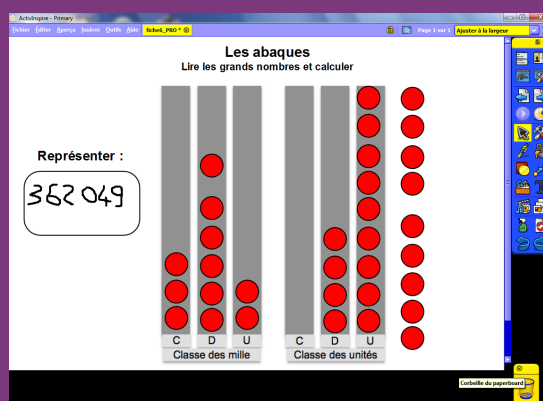 ActivInspire - Primary
Fichier Éditer Aperçu Insérer Outils Aide fiche6_PRO* Page 1 sur 1 Ajuster à la largeur
Les abaques
Lire les grands nombres et calculer
Représenter :
362 049
C D U C D U
Classe des mille Classe des unités
Corbeille du paperboard